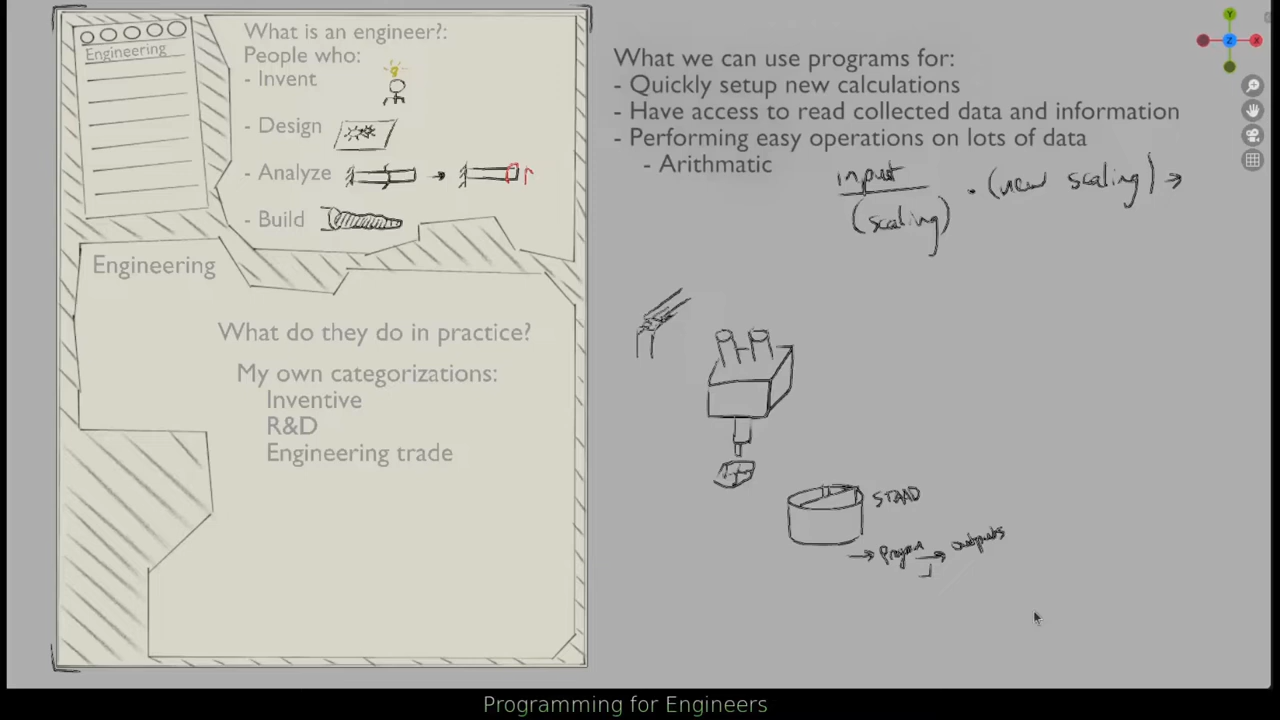 Engineering
What is an engineer?:
People who:
- Invent
- Design
- Analyze
- Build
Engineering
What do they do in practice?
My own categorizations:
Inventive
R&D
Engineering trade
What we can use programs for:
- Quickly setup new calculations
- Have access to read collected data and information
- Performing easy operations on lots of data
- Arithmatic
input
(scaling)
· (new scaling) →
STAAD
→ Program → outputs
Y
Z
X
Programming for Engineers